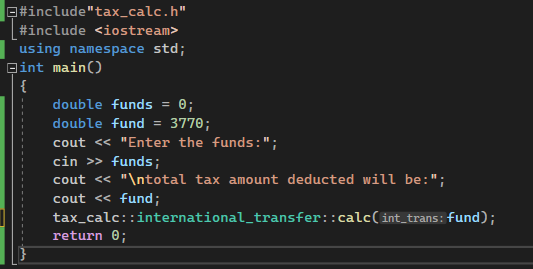 #include"tax_calc.h"
#include <iostream>
using namespace std;
int main()
{
    double funds = 0;
    double fund = 3770;
    cout << "Enter the funds:";
    cin >> funds;
    cout << "\ntotal tax amount deducted will be:";
    cout << fund;
    tax_calc::international_transfer::calc(int_trans: fund);
    return 0;
}